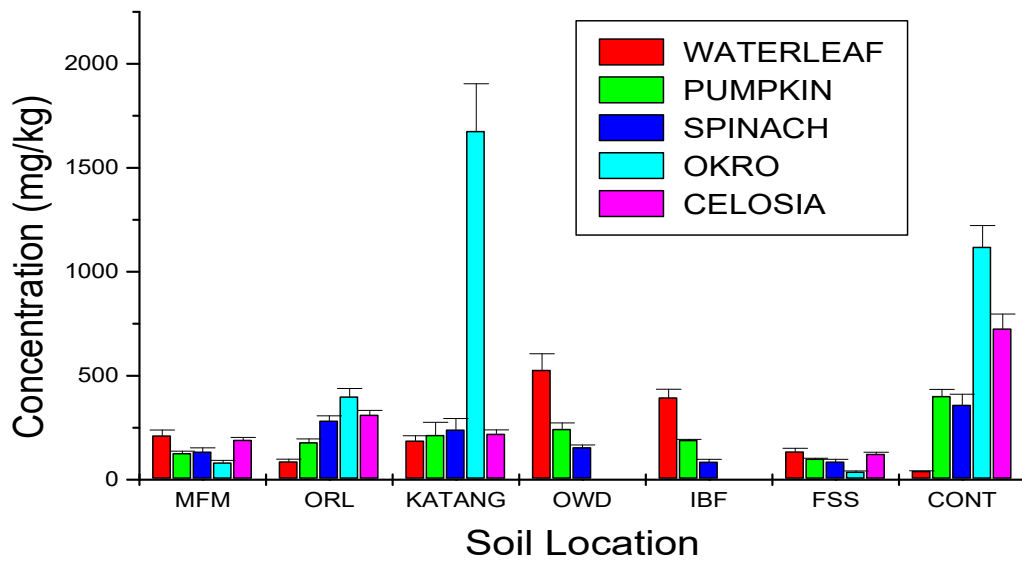 WATERLEAF
PUMPKIN
SPINACH
OKRO
CELOSIA
Concentration (mg/kg)
2000
1500
1000
500
0
MFM ORL KATANG OWD IBF FSS CONT
Soil Location